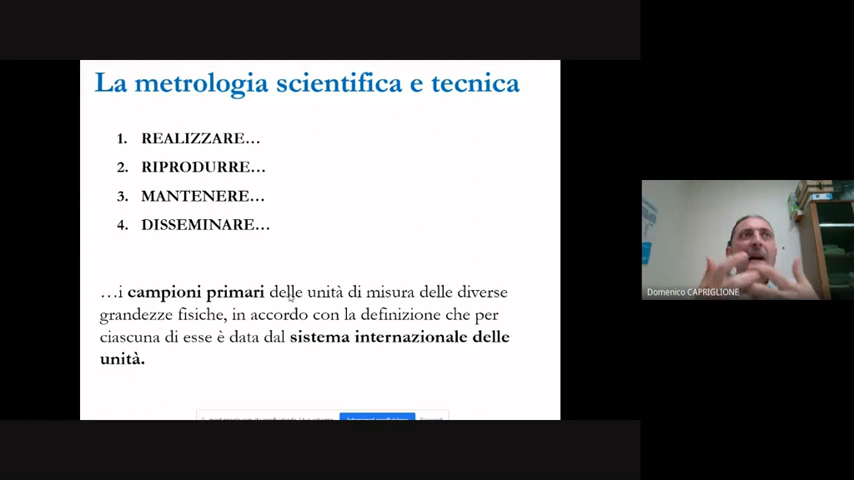 La metrologia scientifica e tecnica
1. REALIZZARE…
2. RIPRODURRE…
3. MANTENERE…
4. DISSEMINARE…
…i campioni primari delle unità di misura delle diverse
grandezze fisiche, in accordo con la definizione che per
ciascuna di esse è data dal sistema internazionale delle
unità.
Domenico CAPRIGLIONE